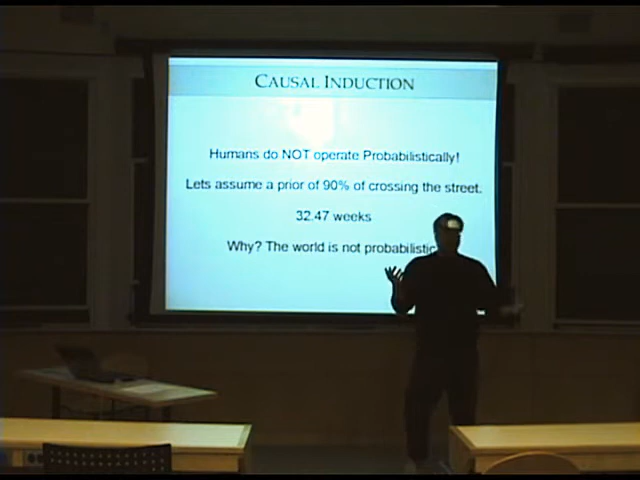 CAUSAL INDUCTION
Humans do NOT operate Probabilistically!
Lets assume a prior of 90% of crossing the street.
32.47 weeks
Why? The world is not probabilistic